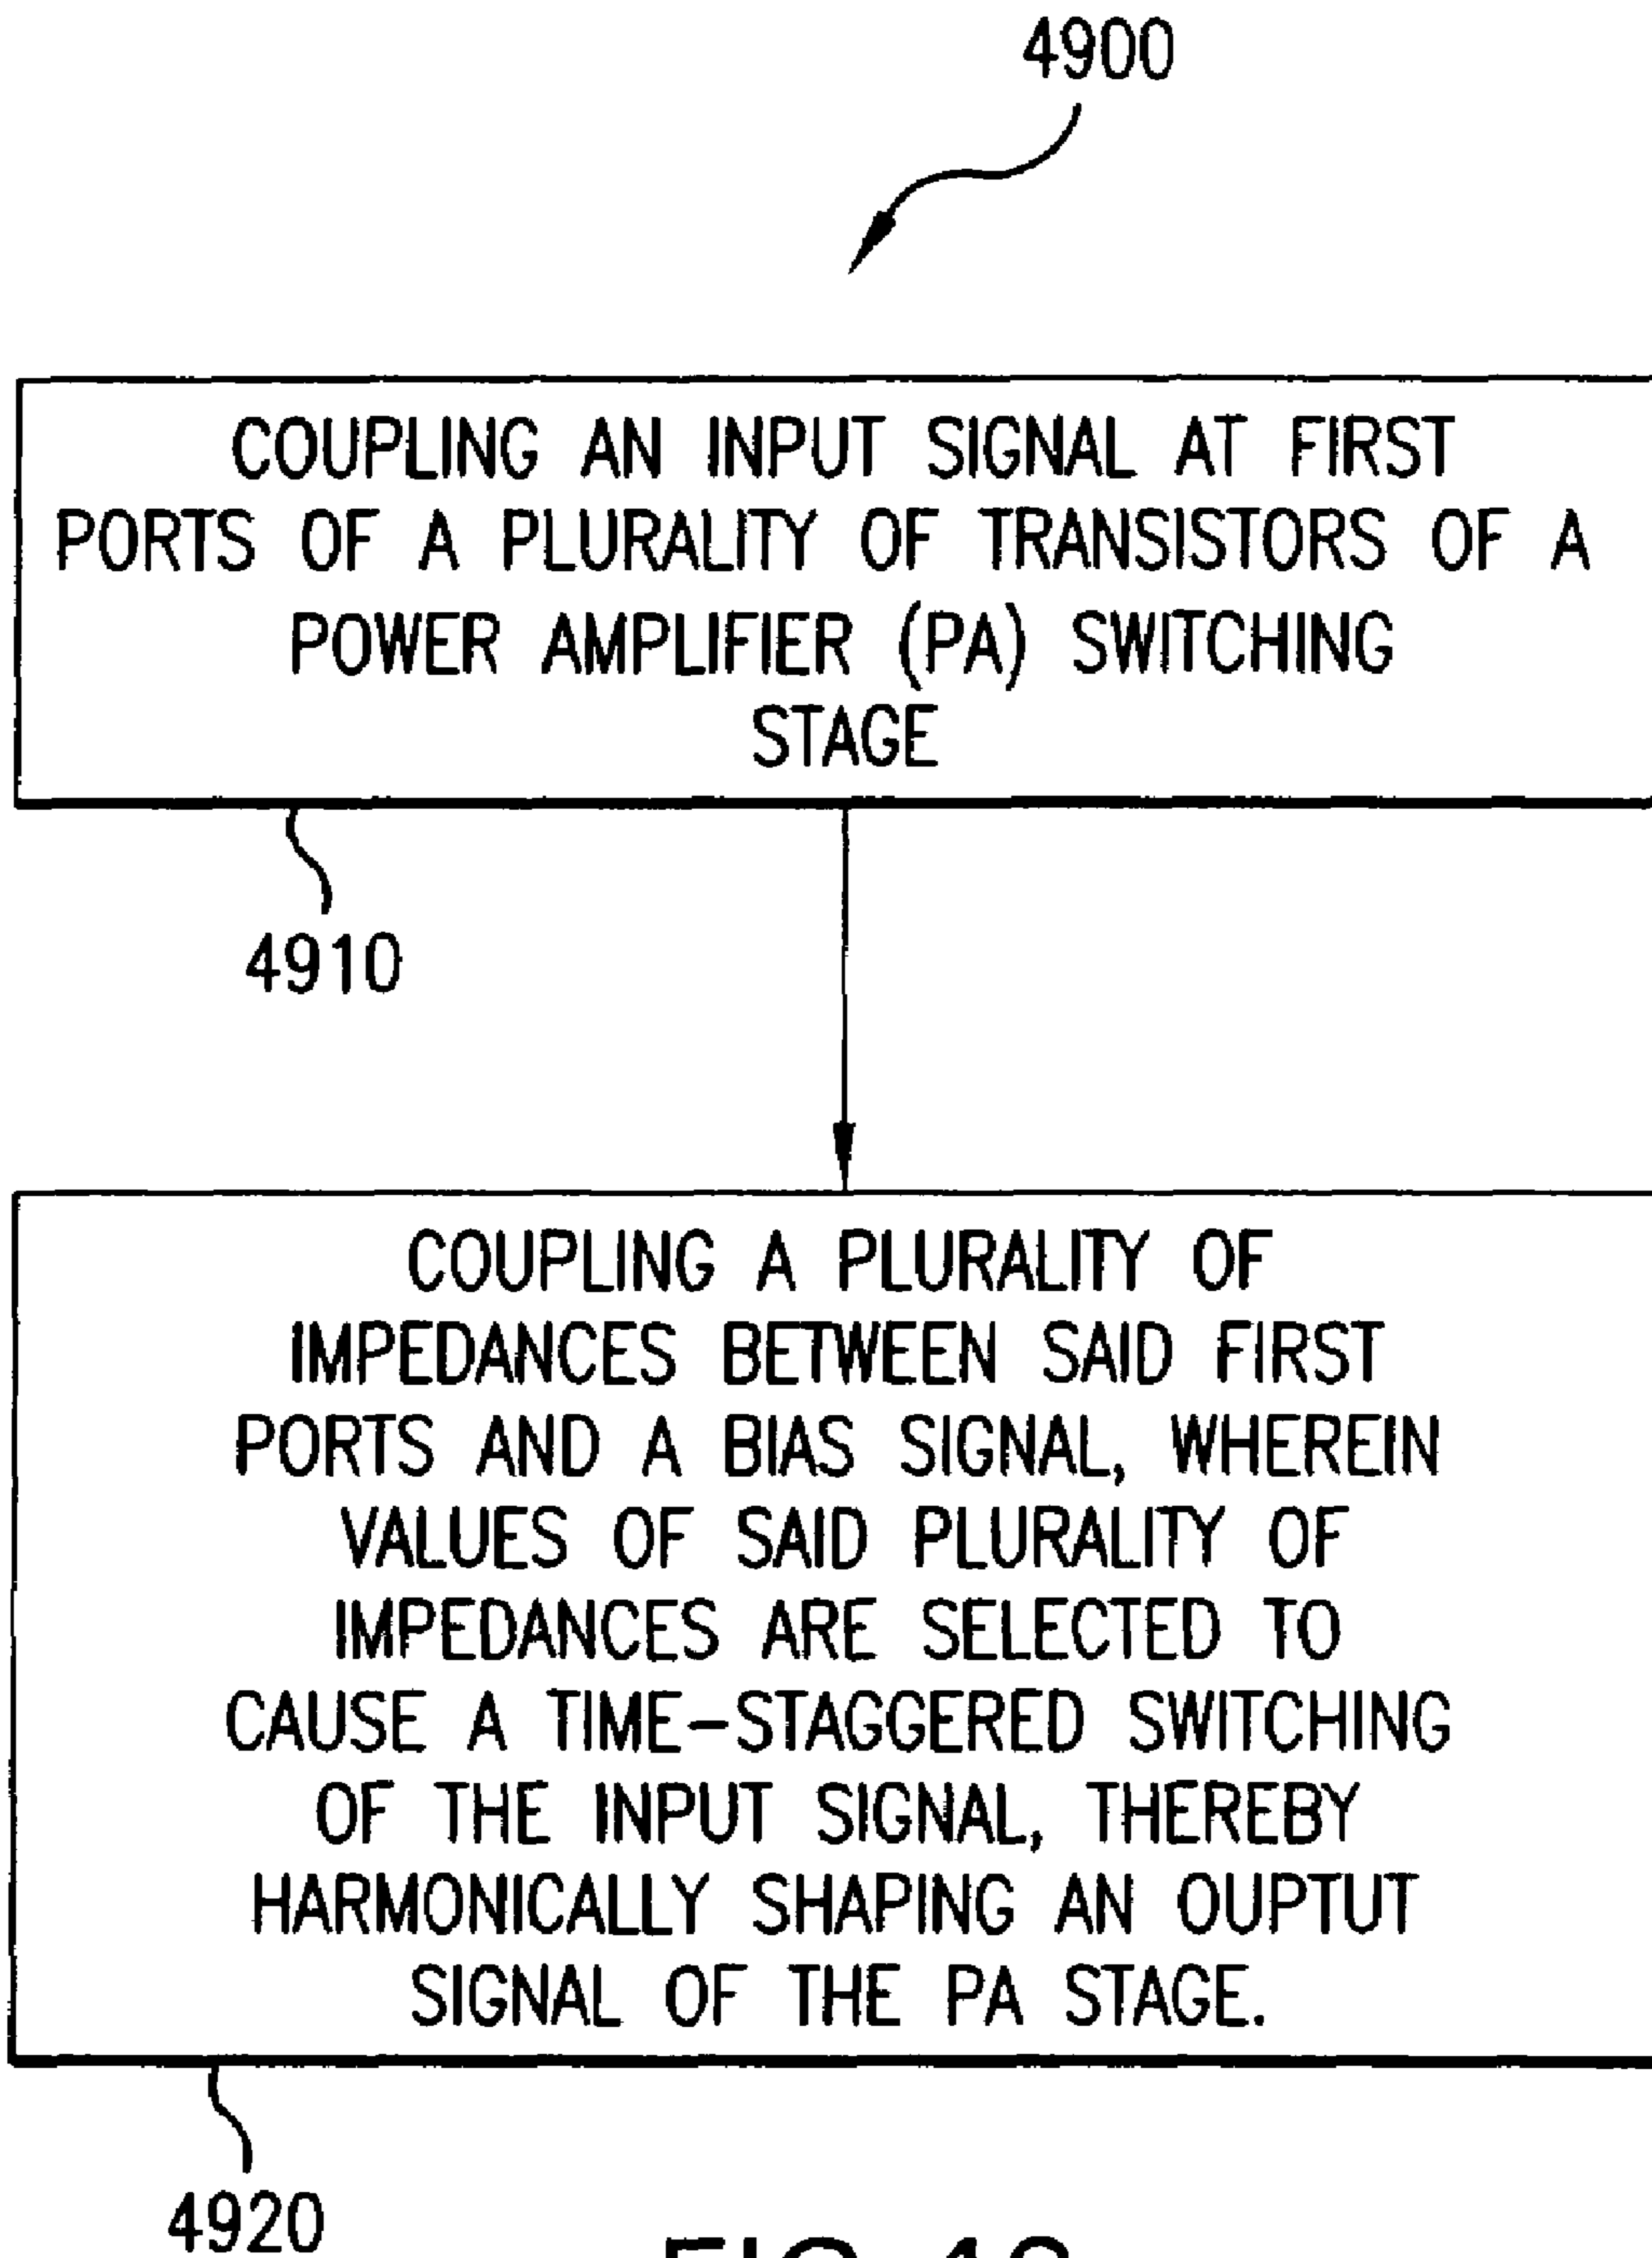 4900
COUPLING AN INPUT SIGNAL AT FIRST
PORTS OF A PLURALITY OF TRANSISTORS OF A
POWER AMPLIFIER (PA) SWITCHING
STAGE
4910
COUPLING A PLURALITY OF
IMPEDANCES BETWEEN SAID FIRST
PORTS AND A BIAS SIGNAL, WHEREIN
VALUES OF SAID PLURALITY OF
IMPEDANCES ARE SELECTED TO
CAUSE A TIME-STAGGERED SWITCHING
OF THE INPUT SIGNAL, THEREBY
HARMONICALLY SHAPING AN OUPTUT
SIGNAL OF THE PA STAGE.
4920
FIG